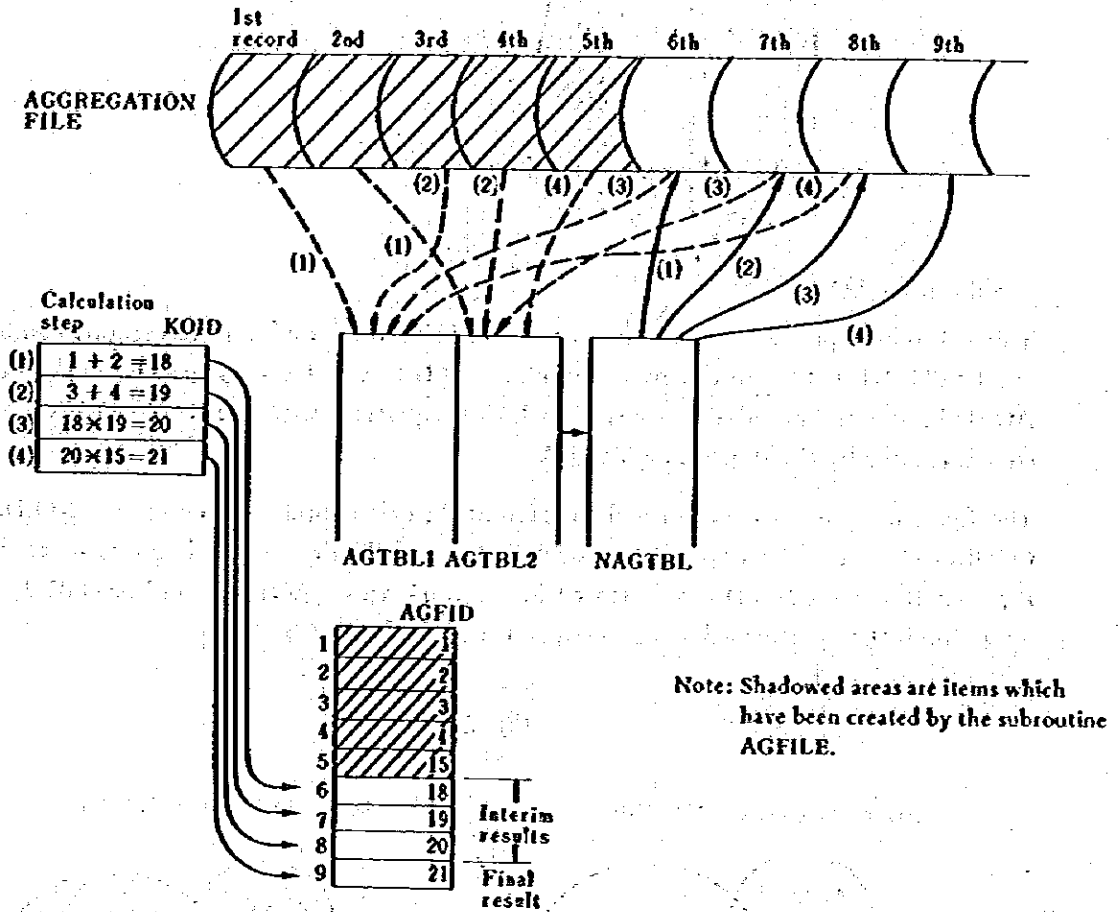 1st
record 2nd 3rd 4th 5th 6th 7th 8th 9th
AGGREGATION
FILE
(2) (2) (4) (3) (3) (4)
(1) (1) (1) (2) (3) (4)
Calculation
step KOJD
(1) 1 + 2 = 18
(2) 3 + 4 = 19
(3) 18×19=20
(4) 20×15=21
AGTBL1 AGTBL2 NAGTBL
AGFID
1 1
2 2
3 3
4 4
5 15
6 18
7 19
8 20
9 21
Interim
results
Final
result
Note: Shadowed areas are items which
have been created by the subroutine
AGFILE.